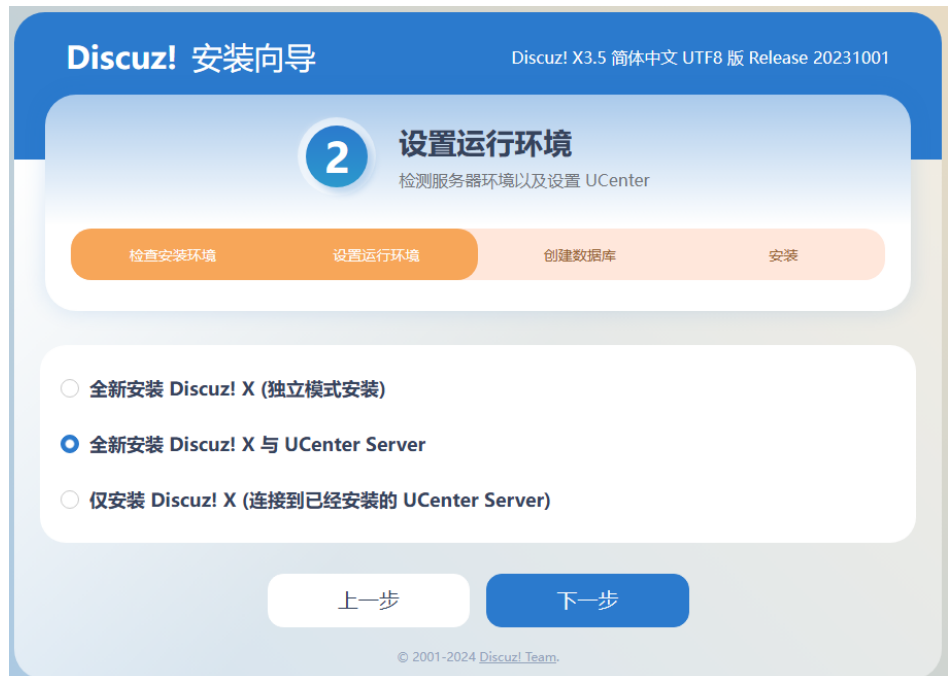 Discuz! 安装向导
Discuz! X3.5 简体中文 UTF8 版 Release 20231001
2
设置运行环境
检测服务器环境以及设置 UCenter
检查安装环境 设置运行环境 创建数据库 安装
全新安装 Discuz! X (独立模式安装)
全新安装 Discuz! X 与 UCenter Server
仅安装 Discuz! X (连接到已经安装的 UCenter Server)
上一步 下一步
© 2001-2024 Discuz! Team.